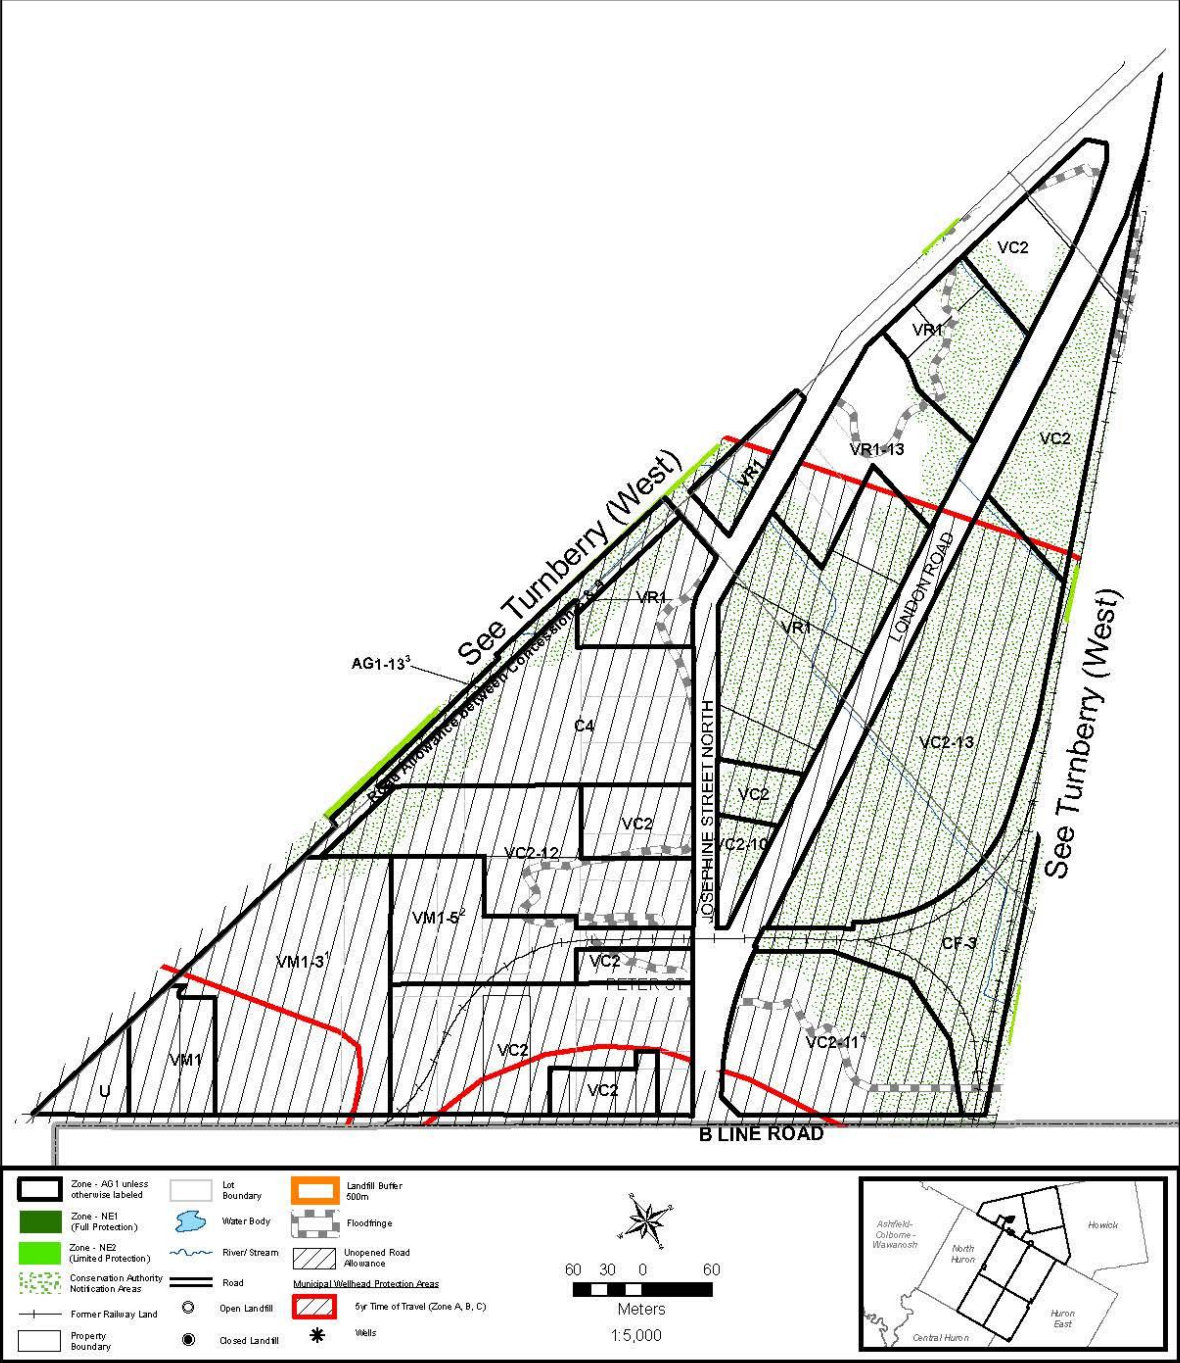 VC2
VR1
VC2
VR1-13
VR1
See Turnberry (West)
LONDON ROAD
VR1
VR1
AG1-13³
Road Allowance between Concession
See Turnberry (West)
C4
JOSEPHINE STREET NORTH
VC2-13
VC2
VC2
VC2-10
VC2-12
VM1-5²
CF-3
VM1-3¹
VC2
PETER ST
VC2
VC2-11
VM1
VC2
U
B LINE ROAD
Zone - AG1 unless
otherwise labeled
Zone - NE1
(Full Protection)
Zone - NE2
(Limited Protection)
Conservation Authority
Notification Areas
Former Railway Land
Property
Boundary
Lot
Boundary
Water Body
River/ Stream
Road
Open Landfill
Closed Landfill
Landfill Buffer
500m
Floodfringe
Unopened Road
Allowance
Municipal Wellhead Protection Areas
5yr Time of Travel (Zone A, B, C)
Wells
60 30 0 60
Meters
1:5,000
Ashfield-
Colborne-
Wawanosh
North
Huron
Howick
Huron
East
Central Huron